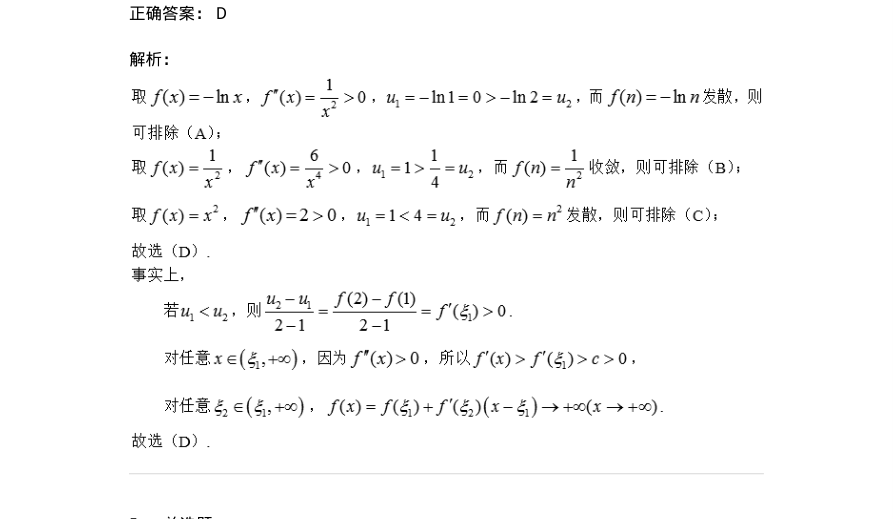 正确答案： D
解析：
取 f(x)=−ln x， f″(x)=1/x²>0，u₁=−ln1=0>−ln2=u₂，而 f(n)=−ln n 发散，则
可排除（A）；
取 f(x)=1/x²， f″(x)=6/x⁴>0，u₁=1>1/4=u₂，而 f(n)=1/n² 收敛，则可排除（B）；
取 f(x)=x²， f″(x)=2>0，u₁=1<4=u₂，而 f(n)=n² 发散，则可排除（C）；
故选（D）.
事实上，
若 u₁<u₂，则 (u₂−u₁)/(2−1)=(f(2)−f(1))/(2−1)=f′(ξ₁)>0.
对任意 x∈(ξ₁,+∞)，因为 f″(x)>0，所以 f′(x)>f′(ξ₁)>c>0，
对任意 ξ₂∈(ξ₁,+∞)， f(x)=f(ξ₁)+f′(ξ₂)(x−ξ₁)→+∞(x→+∞).
故选（D）.